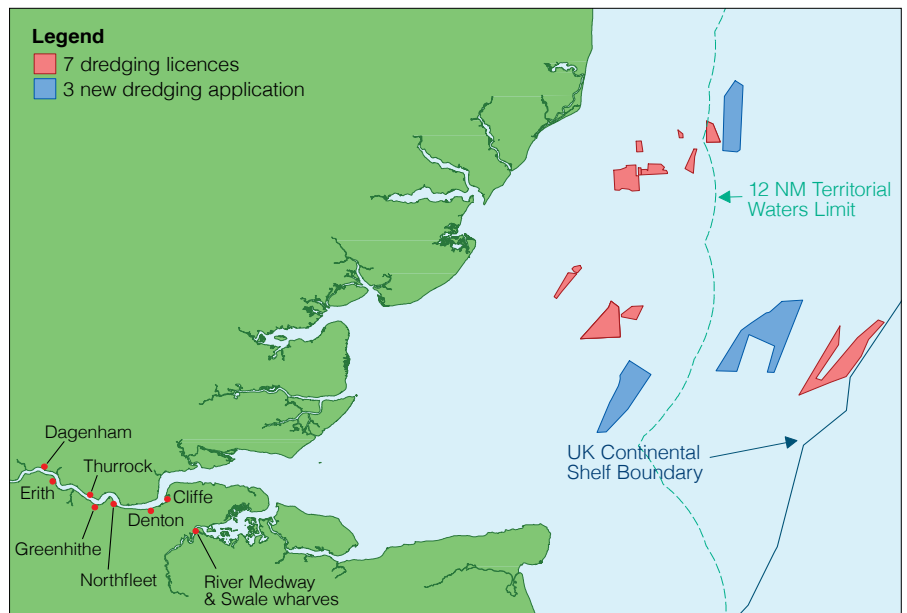 Legend
7 dredging licences
3 new dredging application
12 NM Territorial
Waters Limit
UK Continental
Shelf Boundary
Dagenham
Thurrock
Erith
Cliffe
Denton
Greenhithe
Northfleet
River Medway
& Swale wharves